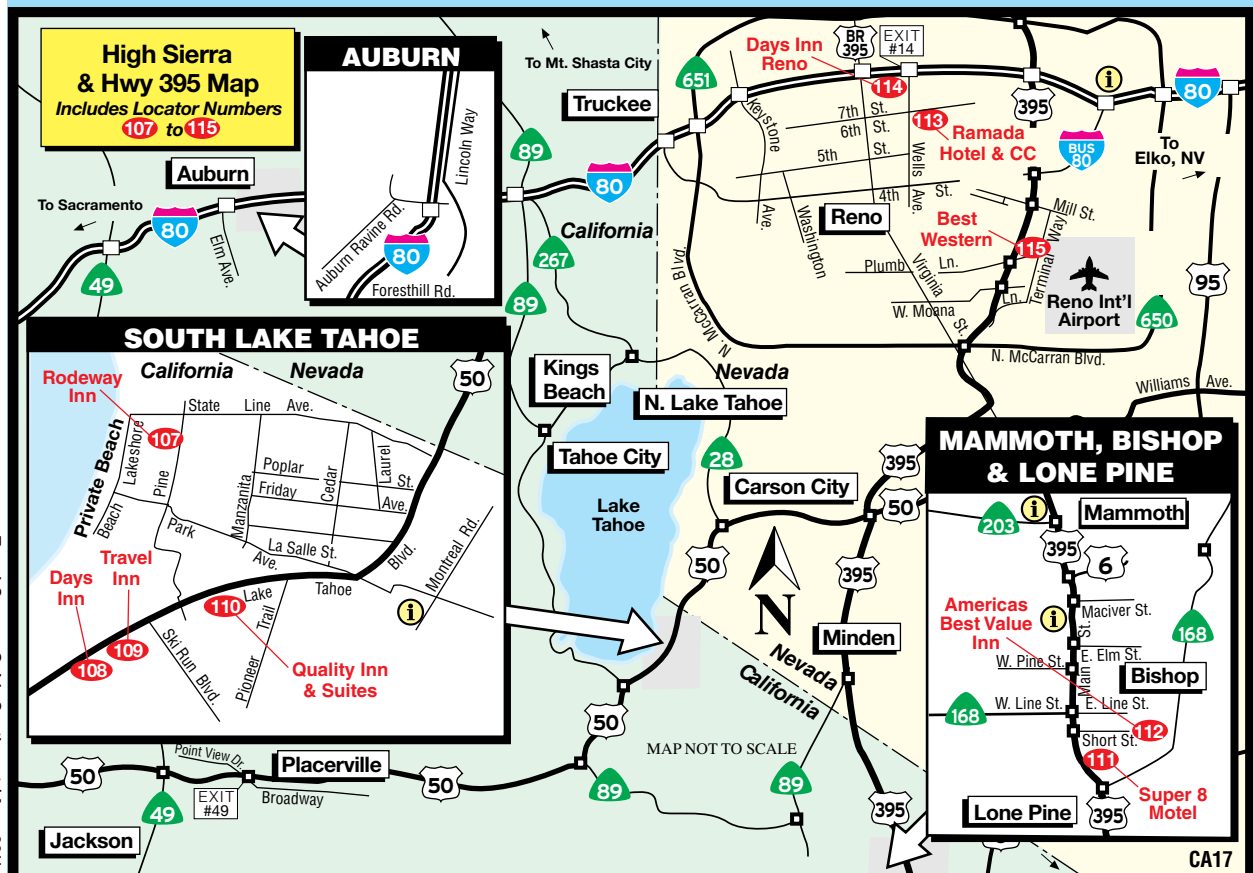 High Sierra
& Hwy 395 Map
Includes Locator Numbers
107 to 115
AUBURN
Lincoln Way
Auburn Ravine Rd.
80
Foresthill Rd.
To Mt. Shasta City
Truckee
89
80
California
267
89
Auburn
To Sacramento
80
Elm Ave.
49
651
BR
395
EXIT
#14
Days Inn
Reno
114
Keystone
Ave.
7th St.
6th
St.
5th
St.
4th
St.
Wells
Ave.
Washington
113
Ramada
Hotel & CC
395
i
80
BUS
80
To
Elko, NV
Reno
Best
Western
115
Mill St.
Terminal Way
Plumb Ln.
Virginia
St.
W. Moana
Ln.
Reno Int'l
Airport
95
650
N. McCarran Blvd.
N. McCarran Blvd.
Williams Ave.
Nevada
Kings
Beach
N. Lake Tahoe
Tahoe City
Lake
Tahoe
28
Carson City
395
50
50
395
N
Minden
Nevada
California
SOUTH LAKE TAHOE
California
Nevada
50
Rodeway
Inn
107
State Line Ave.
Private Beach
Lakeshore
Beach
Pine
Park
Ave.
Manzanita
Poplar
St.
Friday
Ave.
Cedar
Laurel
La Salle St.
Lake
Tahoe
Blvd.
Montreal Rd.
i
Travel
Inn
109
Days
Inn
108
110
Quality Inn
& Suites
Ski Run Blvd.
Pioneer
Trail
MAMMOTH, BISHOP
& LONE PINE
203
i
Mammoth
395
6
Americas
Best Value
Inn
i
Maciver St.
Main
St.
W. Pine St.
E. Elm St.
168
Bishop
168
W. Line St.
E. Line St.
112
Short St.
111
Super 8
Motel
Lone Pine
395
50
MAP NOT TO SCALE
Point View Dr.
Placerville
50
50
EXIT
#49
Broadway
49
Jackson
89
89
395
CA17